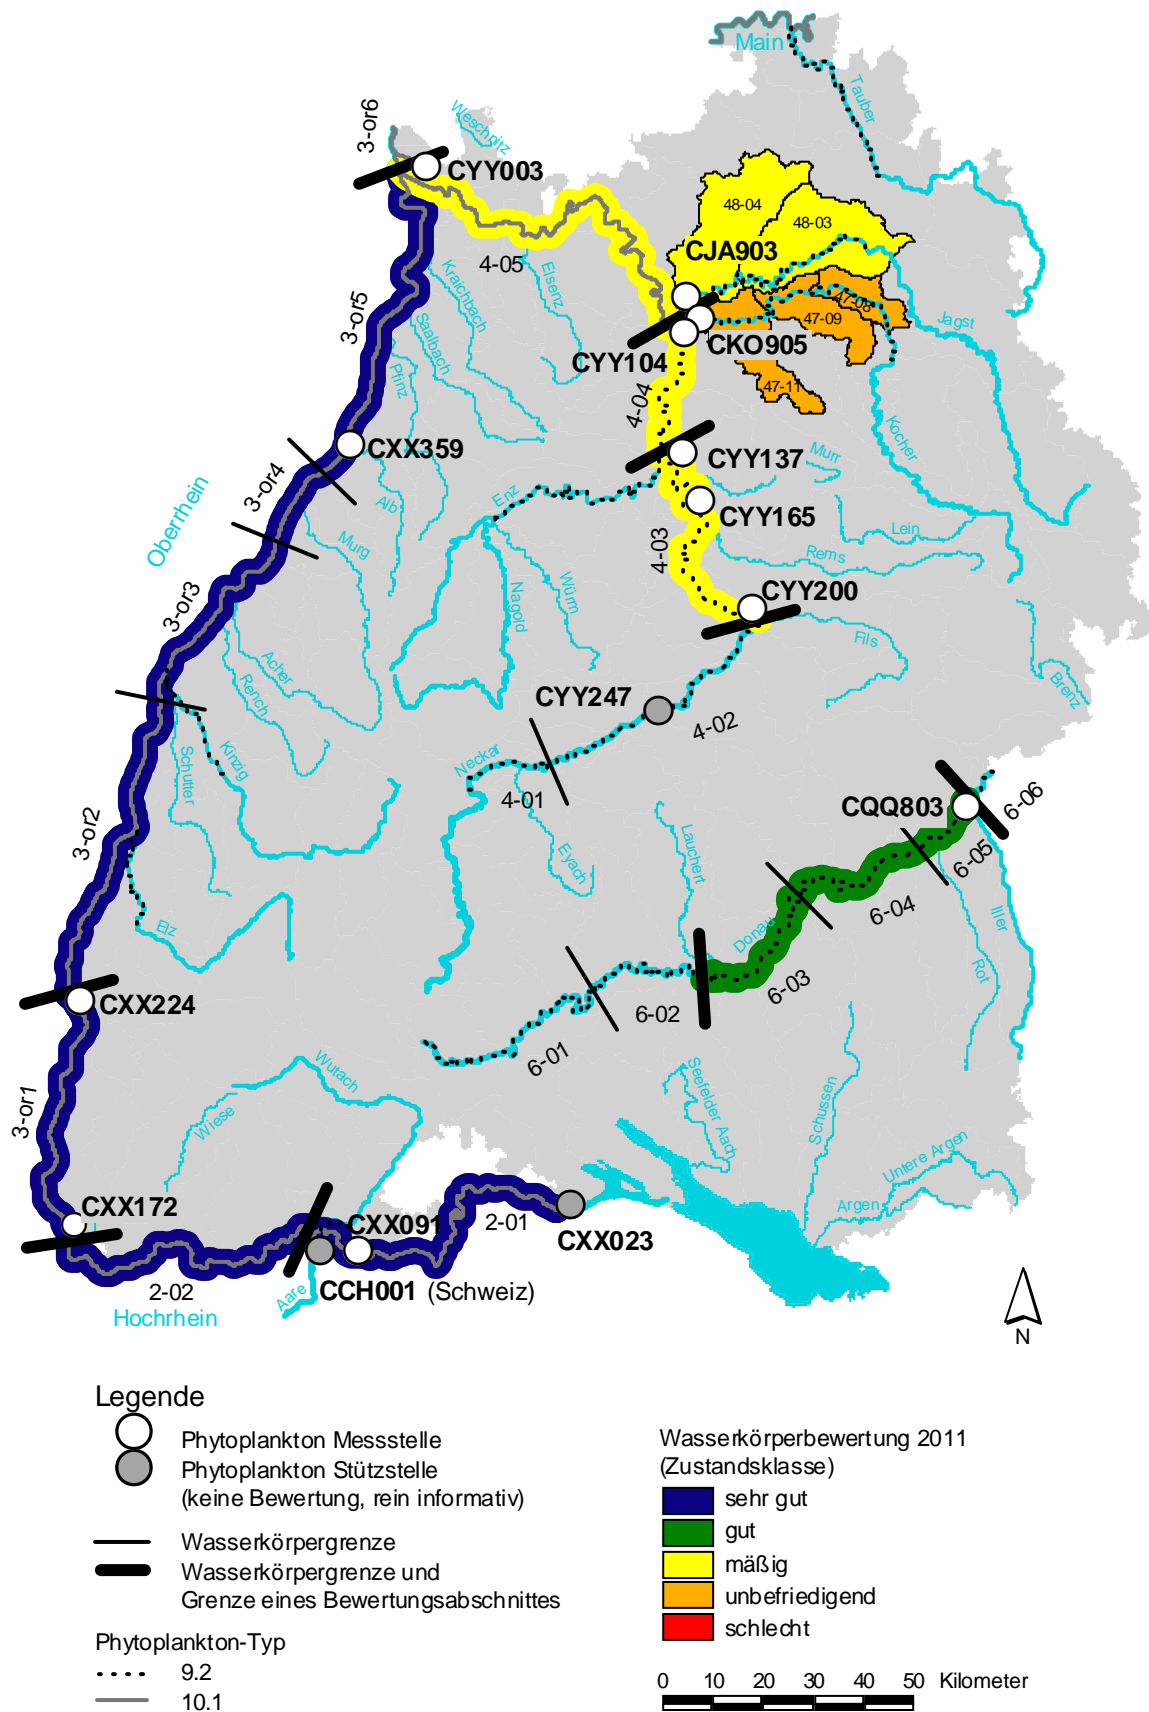 Main
Tauber
3-or6
Weschnitz
CYY003
48-04
48-03
CJA903
4-05
Elsenz
Kraichbach
Saalbach
Pfinz
3-or5
47-08
47-09
Jagst
CYY104
CKO905
47-11
4-04
Kocher
CXX359
CYY137
Murr
3-or4
Alb
Enz
CYY165
Lein
Oberrhein
Murg
4-03
Rems
Nagold
Würm
CYY200
3-or3
Fils
Acher
Rench
Brenz
CYY247
4-02
Schutter
Kinzig
Neckar
4-01
CQQ803
6-06
3-or2
Lauchert
Eyach
6-05
6-04
Iller
Elz
Donau
Rot
6-03
CXX224
6-02
6-01
Wutach
Seefelder Aach
Schussen
3-or1
Wiese
Untere Argen
Argen
CXX172
CXX091
2-01
CXX023
2-02
Aare
CCH001 (Schweiz)
Hochrhein
N
Legende
Phytoplankton Messstelle
Phytoplankton Stützstelle
(keine Bewertung, rein informativ)
Wasserkörpergrenze
Wasserkörpergrenze und
Grenze eines Bewertungsabschnittes
Phytoplankton-Typ
9.2
10.1
Wasserkörperbewertung 2011
(Zustandsklasse)
sehr gut
gut
mäßig
unbefriedigend
schlecht
0 10 20 30 40 50 Kilometer